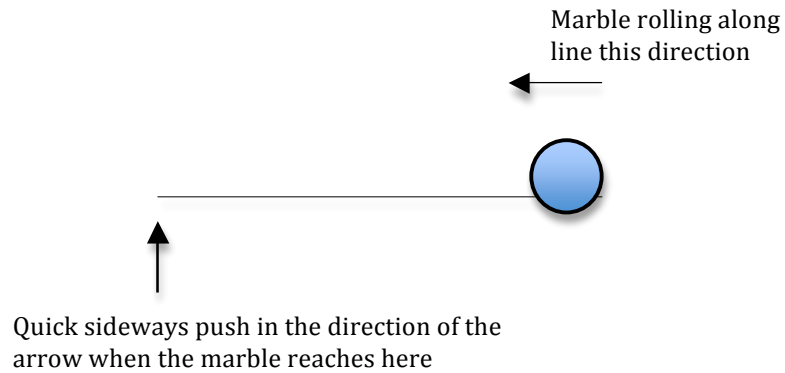 Marble rolling along
line this direction
Quick sideways push in the direction of the
arrow when the marble reaches here